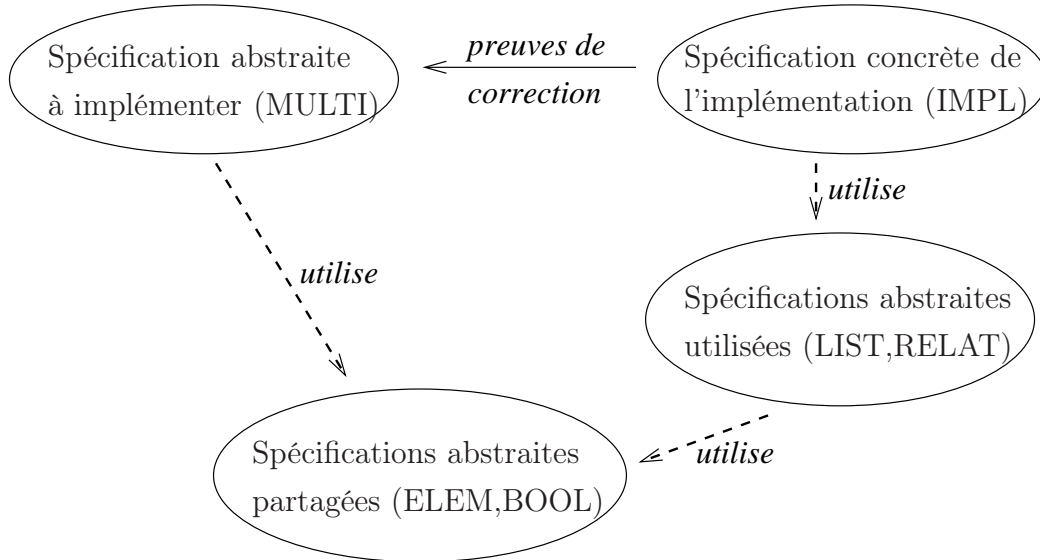 Spécification abstraite
à implémenter (MULTI)
preuves de
correction
Spécification concrète de
l'implémentation (IMPL)
utilise
utilise
Spécifications abstraites
utilisées (LIST,RELAT)
utilise
Spécifications abstraites
partagées (ELEM,BOOL)